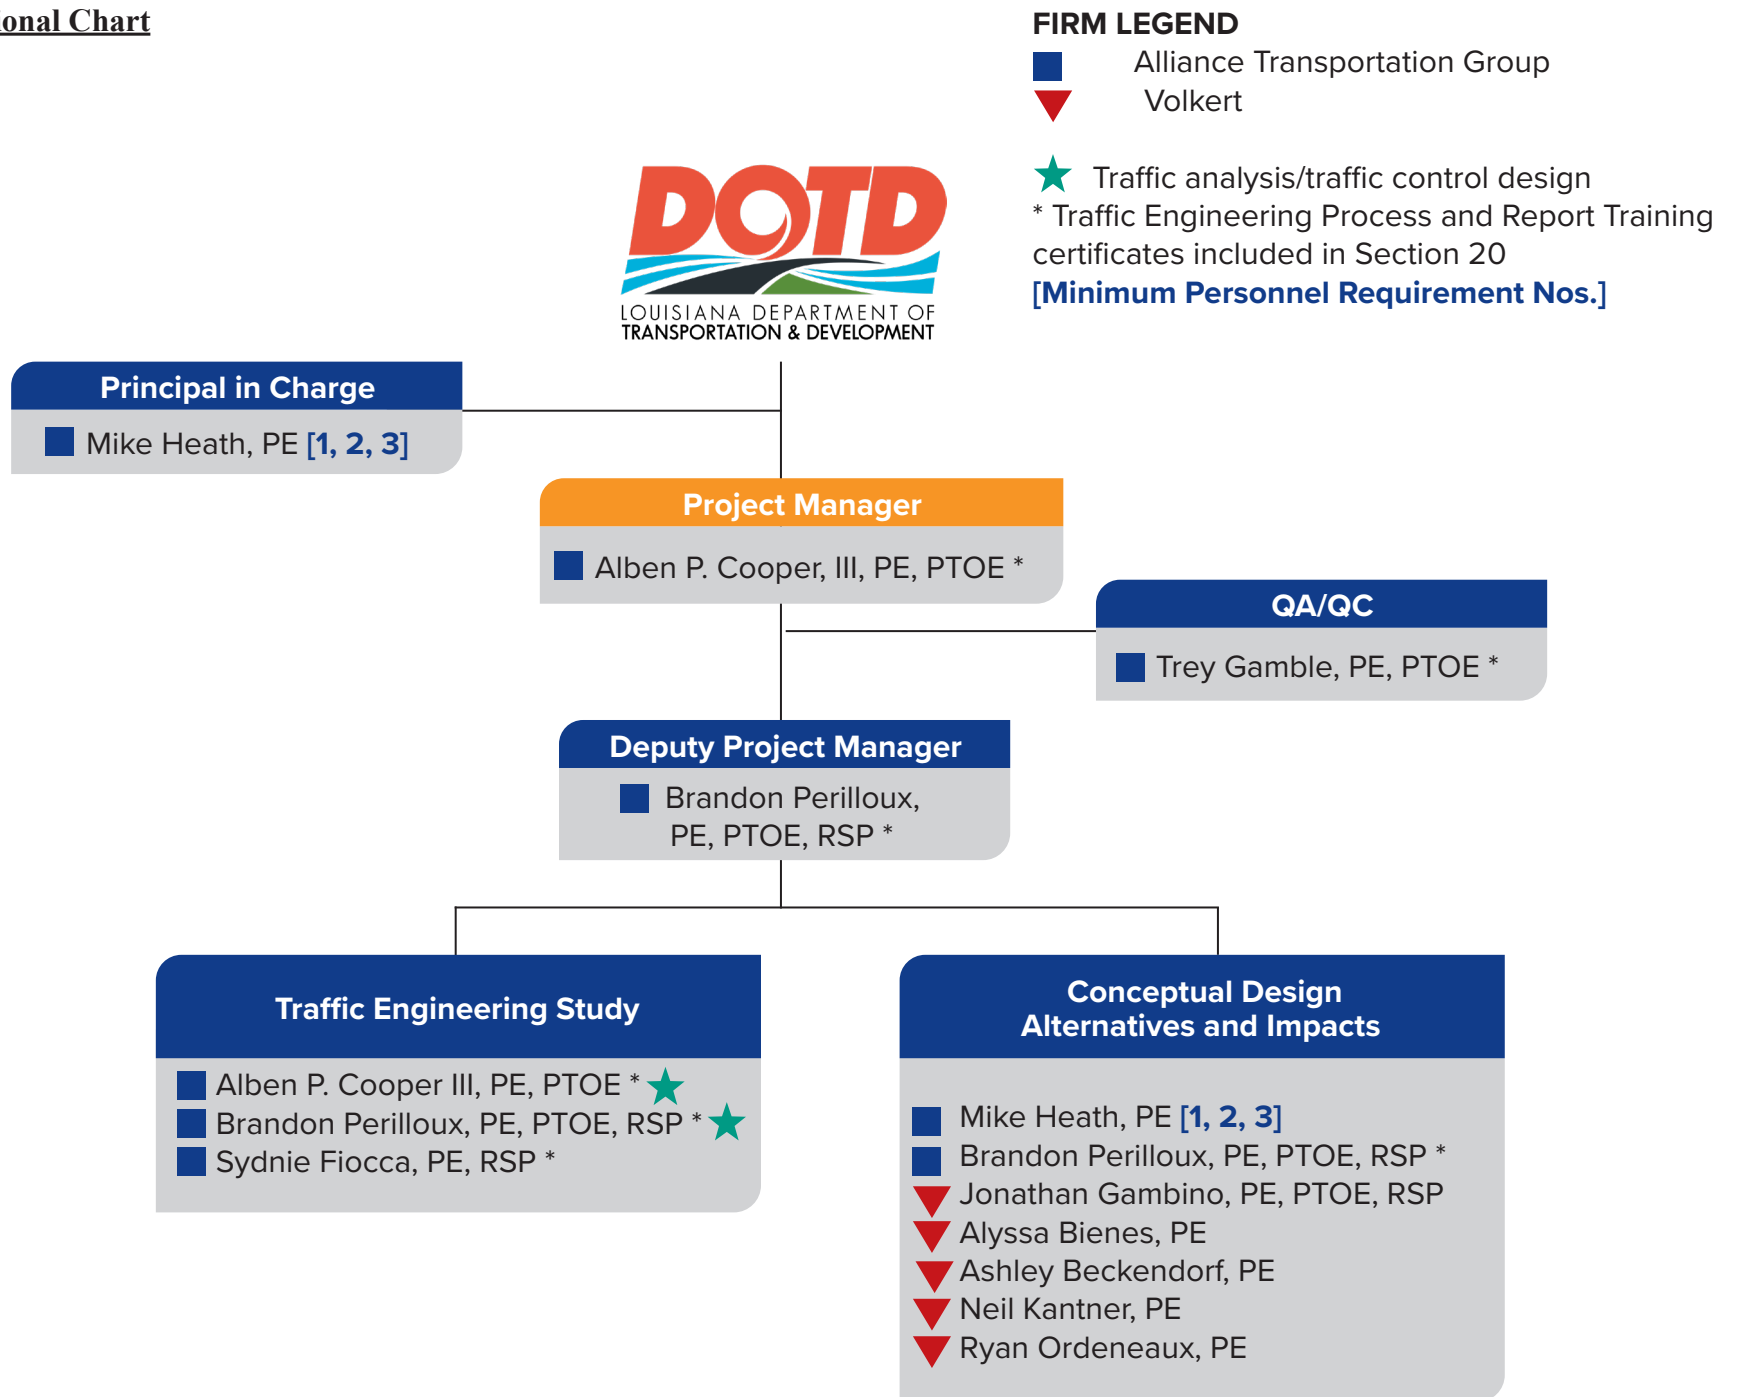 ional Chart
FIRM LEGEND
Alliance Transportation Group
Volkert
Traffic analysis/traffic control design
* Traffic Engineering Process and Report Training
certificates included in Section 20
[Minimum Personnel Requirement Nos.]
DOTD
LOUISIANA DEPARTMENT OF
TRANSPORTATION & DEVELOPMENT
Principal in Charge
Mike Heath, PE [1, 2, 3]
Project Manager
Alben P. Cooper, III, PE, PTOE *
QA/QC
Trey Gamble, PE, PTOE *
Deputy Project Manager
Brandon Perilloux,
PE, PTOE, RSP *
Traffic Engineering Study
Alben P. Cooper III, PE, PTOE *
Brandon Perilloux, PE, PTOE, RSP *
Sydnie Fiocca, PE, RSP *
Conceptual Design
Alternatives and Impacts
Mike Heath, PE [1, 2, 3]
Brandon Perilloux, PE, PTOE, RSP *
Jonathan Gambino, PE, PTOE, RSP
Alyssa Bienes, PE
Ashley Beckendorf, PE
Neil Kantner, PE
Ryan Ordeneaux, PE